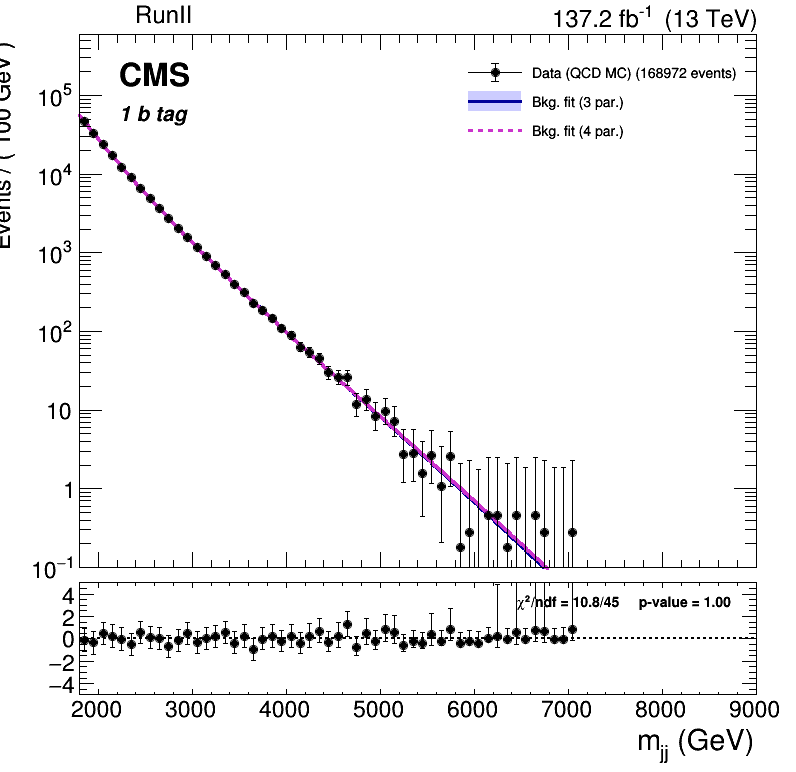 RunII
137.2 fb⁻¹ (13 TeV)
CMS
1 b tag
Data (QCD MC) (168972 events)
Bkg. fit (3 par.)
Bkg. fit (4 par.)
Events / ( 100 GeV )
10⁵
10⁴
10³
10²
10
1
10⁻¹
χ²/ndf = 10.8/45 p-value = 1.00
4
2
0
−2
−4
2000 3000 4000 5000 6000 7000 8000 9000
m_jj (GeV)